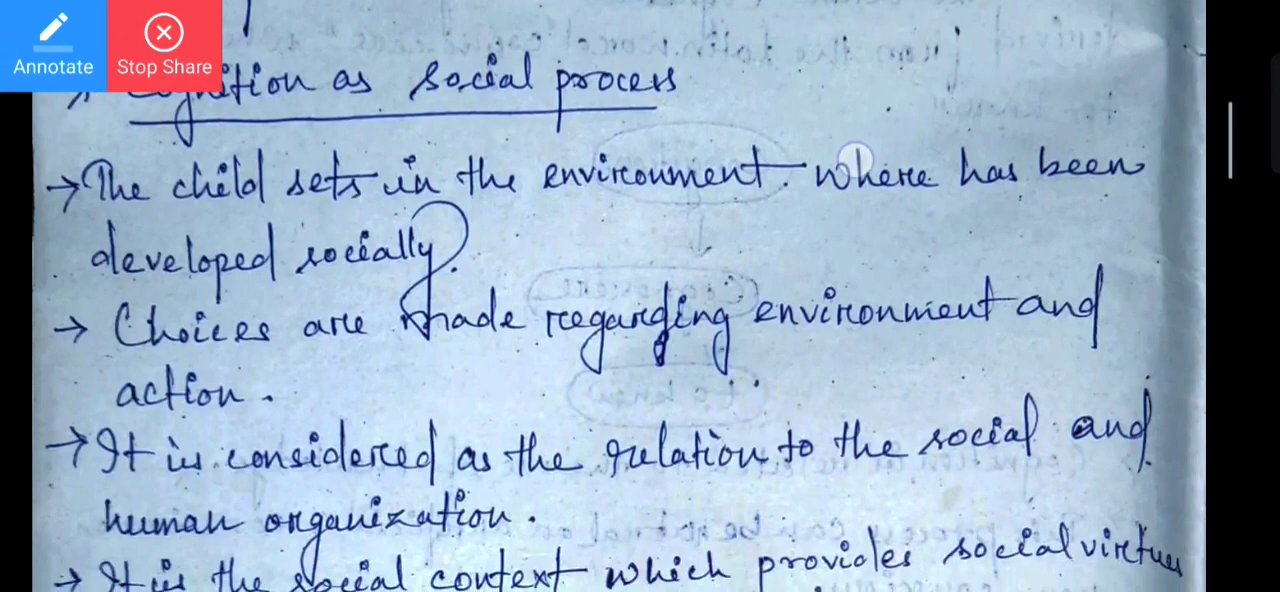 Annotate
Stop Share
Cognition as social process
→ The child sets in the environment. where has been
developed socially.
→ Choices are made regarding environment and
action.
→ It is considered as the relation to the social and
human organization.
→ It is the social context which provides social virtues